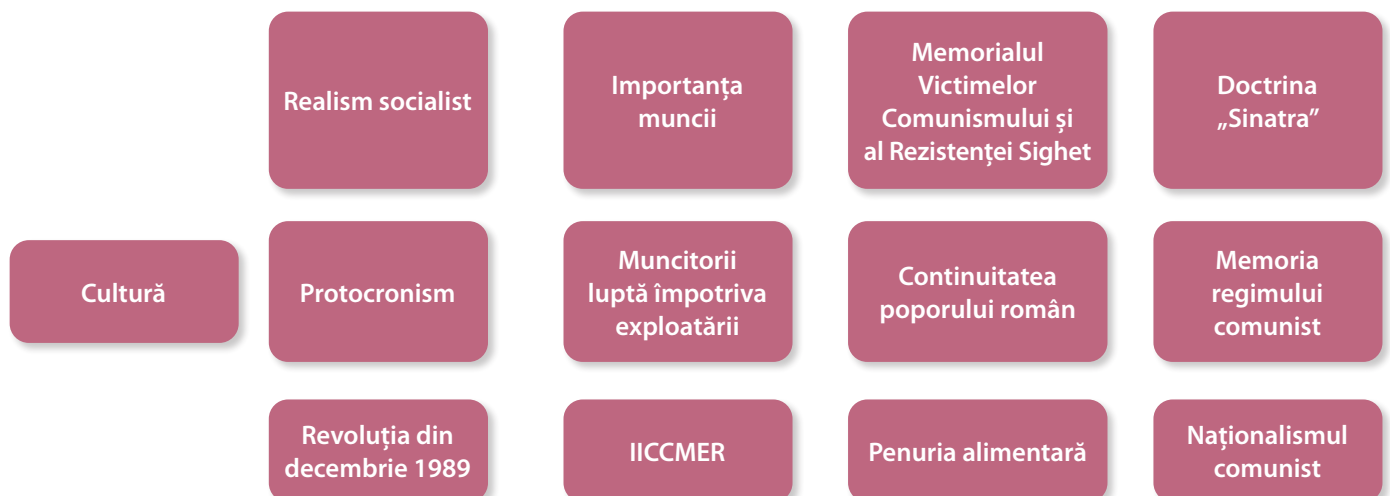 Realism socialist
Importanța
muncii
Memorialul
Victimelor
Comunismului și
al Rezistenței Sighet
Doctrina
„Sinatra”
Cultură
Protocronism
Muncitorii
luptă împotriva
exploatării
Continuitatea
poporului român
Memoria
regimului
comunist
Revoluția din
decembrie 1989
IICCMER
Penuria alimentară
Naționalismul
comunist